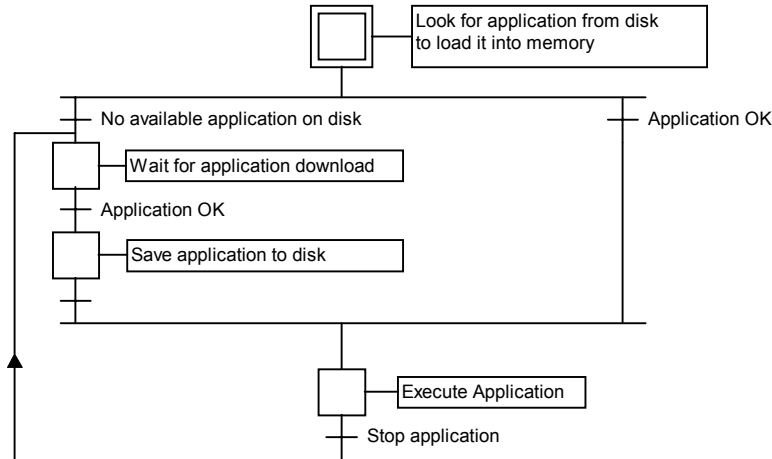 Look for application from disk
to load it into memory
No available application on disk
Application OK
Wait for application download
Application OK
Save application to disk
Execute Application
Stop application